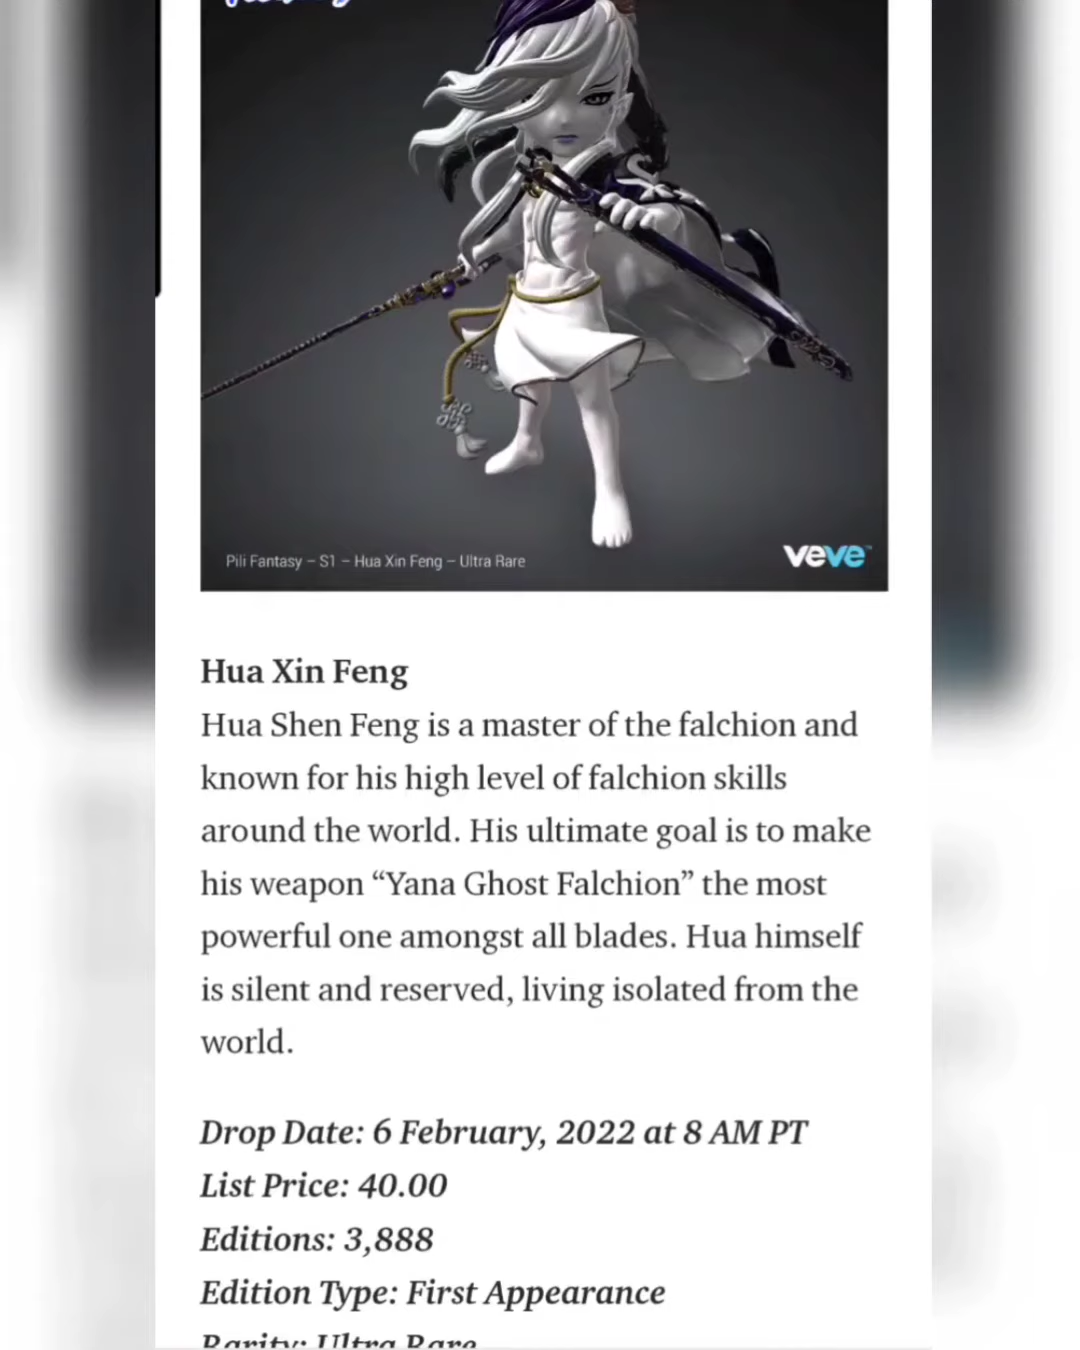 Pili Fantasy – S1 – Hua Xin Feng – Ultra Rare
veve™
Hua Xin Feng
Hua Shen Feng is a master of the falchion and
known for his high level of falchion skills
around the world. His ultimate goal is to make
his weapon “Yana Ghost Falchion” the most
powerful one amongst all blades. Hua himself
is silent and reserved, living isolated from the
world.
Drop Date: 6 February, 2022 at 8 AM PT
List Price: 40.00
Editions: 3,888
Edition Type: First Appearance
Rarity: Ultra Rare